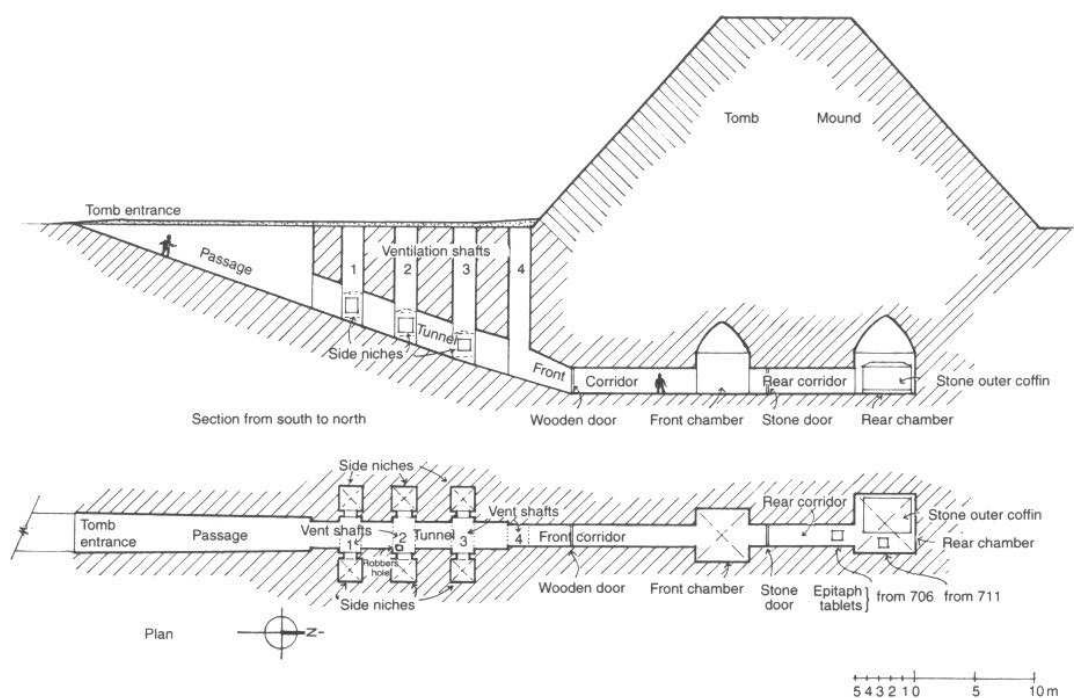 Tomb Mound
Tomb entrance
Passage
Ventilation shafts
1 2 3 4
Side niches
Tunnel
Front Corridor
Rear corridor
Stone outer coffin
Section from south to north
Wooden door
Front chamber
Stone door
Rear chamber
Side niches
Rear corridor
Tomb
entrance
Passage
Vent shafts
1
2
Tunnel
3
Vent shafts
4
Front corridor
Robbers
hole
Stone outer coffin
Rear chamber
Side niches
Wooden door
Front chamber
Stone
door
Epitaph
tablets
from 706
from 711
Plan
N
5 4 3 2 1 0 5 10 m